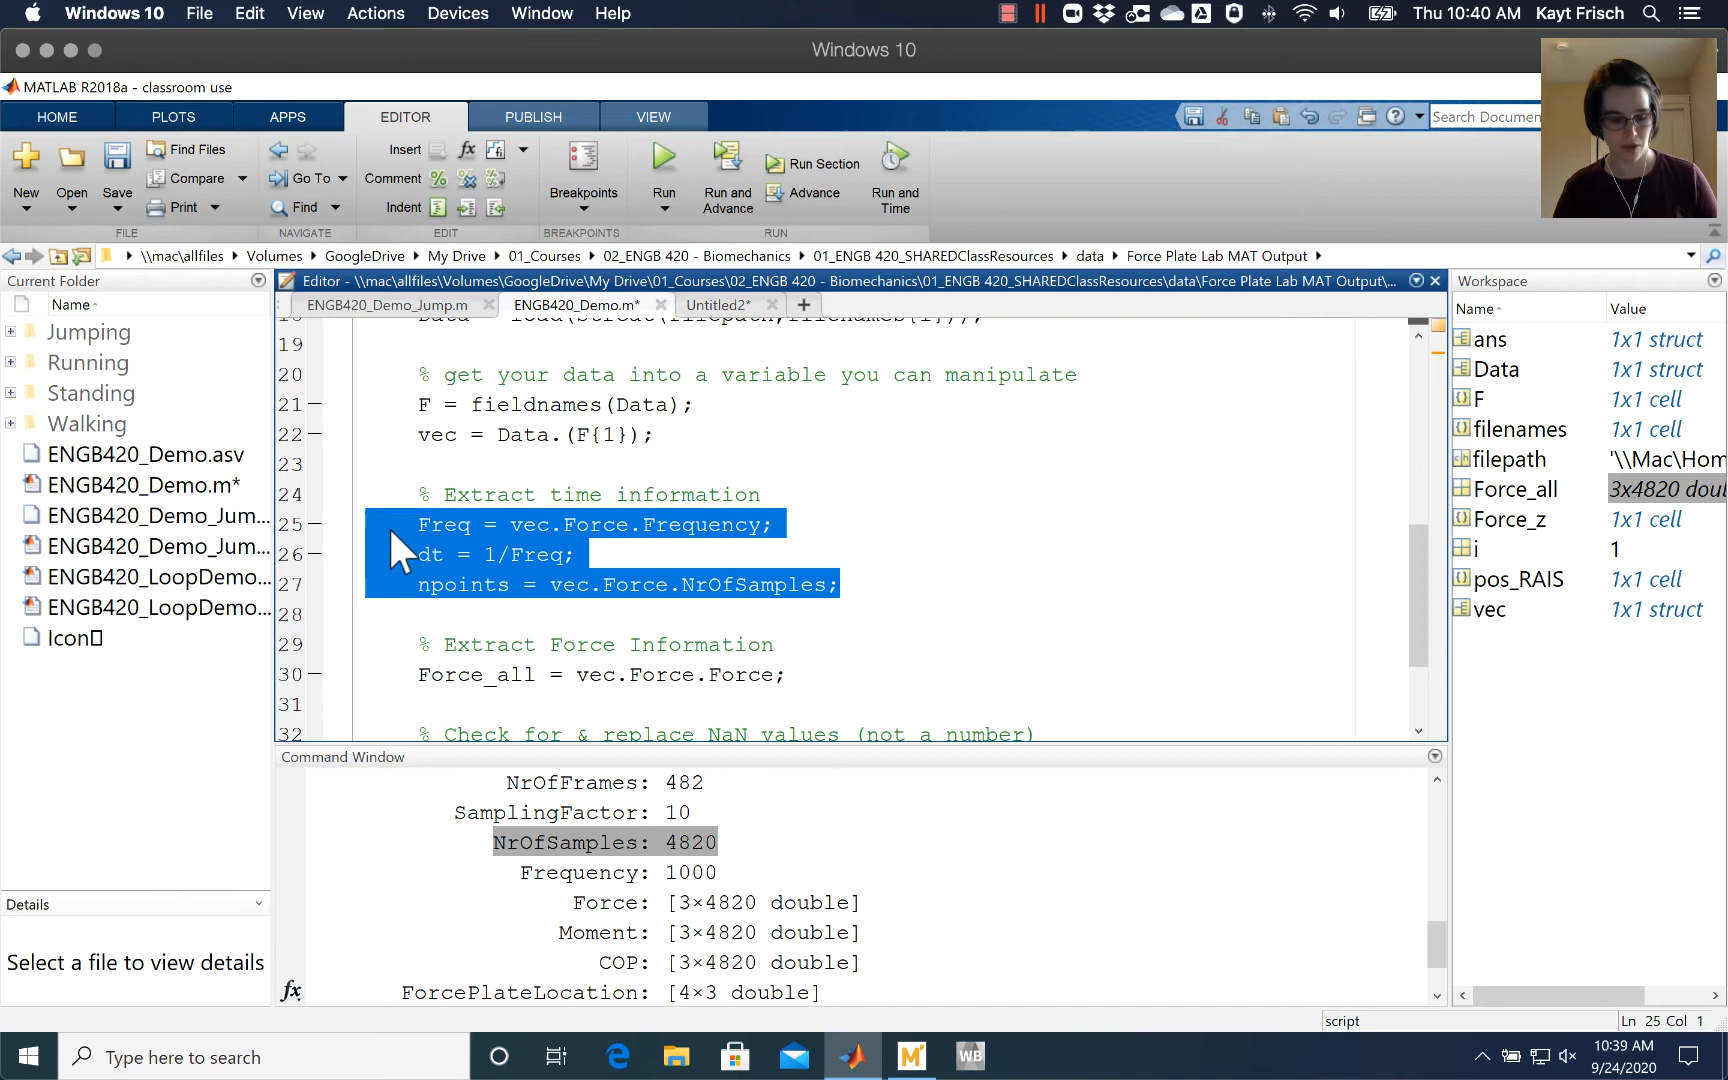 Windows 10 File Edit View Actions Devices Window Help Thu 10:40 AM Kayt Frisch
Windows 10
MATLAB R2018a - classroom use
HOME PLOTS APPS EDITOR PUBLISH VIEW Search Documen
New Open Save Find Files Compare Print
FILE
Go To Find
NAVIGATE
Insert fx
Comment
Indent
EDIT
Breakpoints
BREAKPOINTS
Run Run and Advance Run Section Advance Run and Time
RUN
\\mac\allfiles Volumes GoogleDrive My Drive 01_Courses 02_ENGB 420 - Biomechanics 01_ENGB 420_SHAREDClassResources data Force Plate Lab MAT Output
Current Folder
Name
Jumping
Running
Standing
Walking
ENGB420_Demo.asv
ENGB420_Demo.m*
ENGB420_Demo_Jum...
ENGB420_Demo_Jum...
ENGB420_LoopDemo...
ENGB420_LoopDemo...
Icon
Details
Select a file to view details
Editor - \\mac\allfiles\Volumes\GoogleDrive\My Drive\01_Courses\02_ENGB 420 - Biomechanics\01_ENGB 420_SHAREDClassResources\data\Force Plate Lab MAT Output\...
ENGB420_Demo_Jump.m ENGB420_Demo.m* Untitled2* +
19
20 % get your data into a variable you can manipulate
21 F = fieldnames(Data);
22 vec = Data.(F{1});
23
24 % Extract time information
25 Freq = vec.Force.Frequency;
26 dt = 1/Freq;
27 npoints = vec.Force.NrOfSamples;
28
29 % Extract Force Information
30 Force_all = vec.Force.Force;
31
32 % Check for & replace NaN values (not a number)
Command Window
NrOfFrames: 482
SamplingFactor: 10
NrOfSamples: 4820
Frequency: 1000
Force: [3×4820 double]
Moment: [3×4820 double]
COP: [3×4820 double]
ForcePlateLocation: [4×3 double]
fx
Workspace
Name Value
ans 1x1 struct
Data 1x1 struct
F 1x1 cell
filenames 1x1 cell
filepath '\\Mac\Hom
Force_all 3x4820 doul
Force_z 1x1 cell
i 1
pos_RAIS 1x1 cell
vec 1x1 struct
script Ln 25 Col 1
Type here to search
WB
10:39 AM
9/24/2020